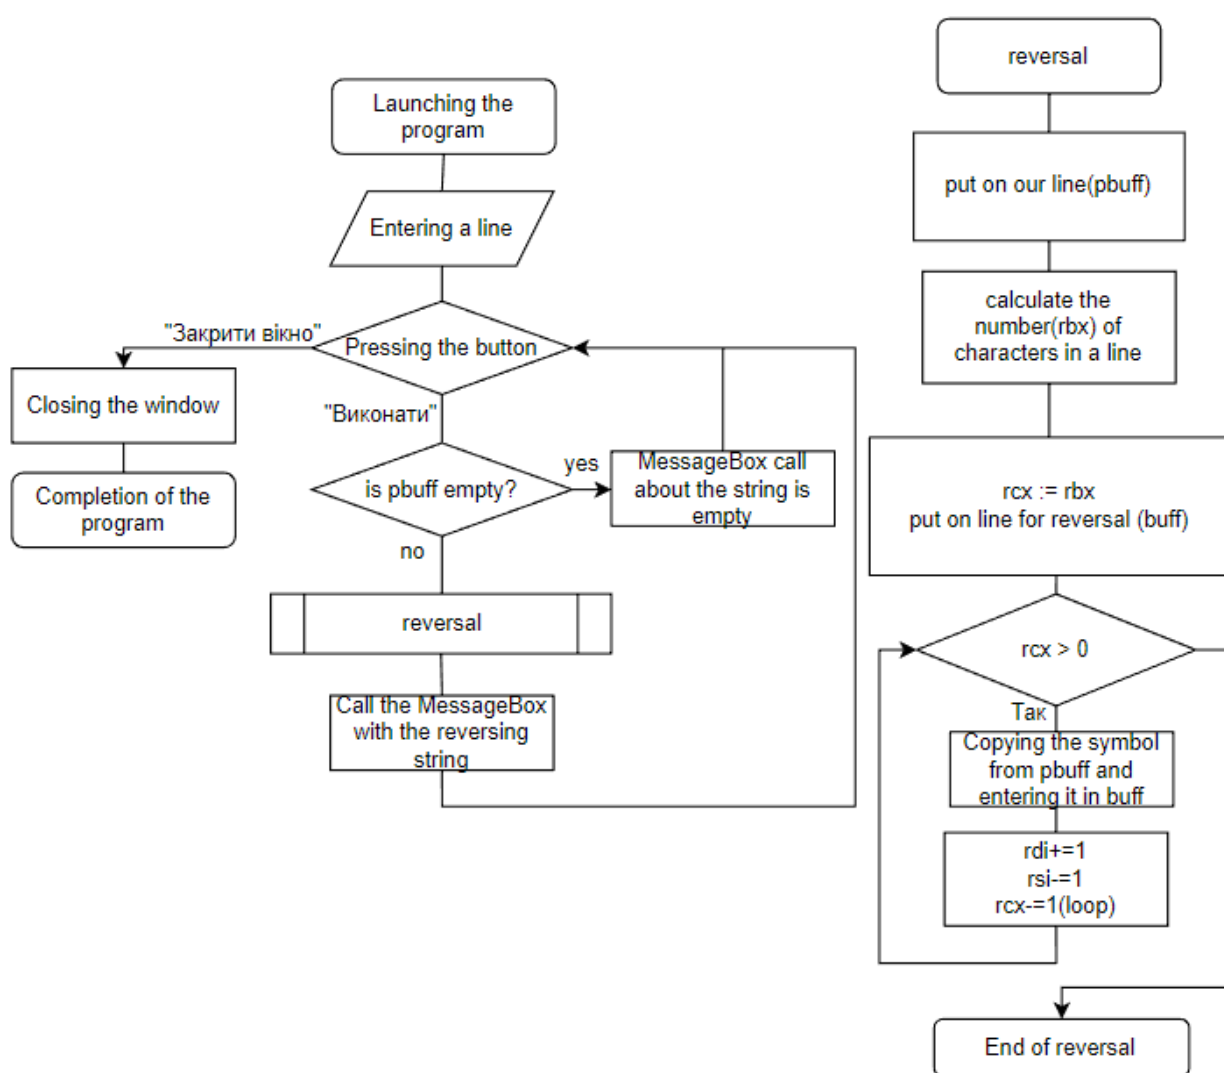 Launching the
program
Entering a line
"Закрити вікно"
Pressing the button
Closing the window
Completion of the
program
"Виконати"
is pbuff empty?
yes
MessageBox call
about the string is
empty
no
reversal
Call the MessageBox
with the reversing
string
reversal
put on our line(pbuff)
calculate the
number(rbx) of
characters in a line
rcx := rbx
put on line for reversal (buff)
rcx > 0
Так
Copying the symbol
from pbuff and
entering it in buff
rdi+=1
rsi-=1
rcx-=1(loop)
End of reversal